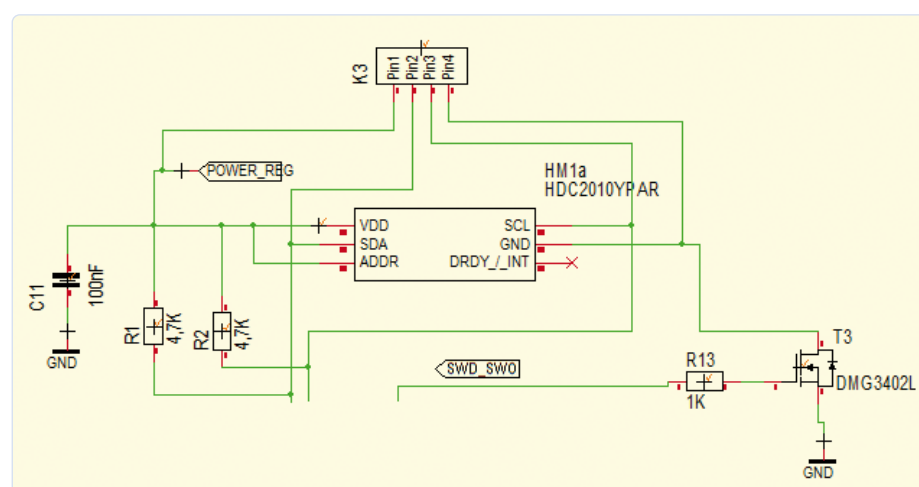 K3
Pin1
Pin2
Pin3
Pin4
POWER_REG
HM1a
HDC2010YPAR
VDD
SCL
SDA
GND
ADDR
DRDY_/_INT
C11
100nF
R1
4,7K
R2
4,7K
GND
SWD_SWO
R13
1K
T3
DMG3402L
GND